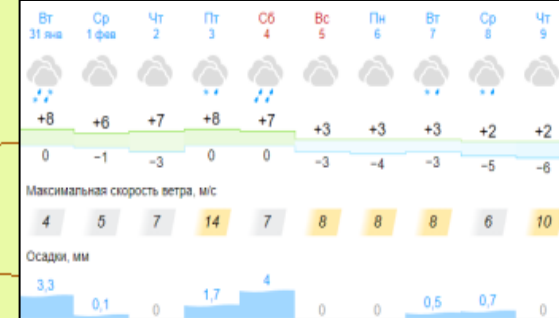 Вт Ср Чт Пт Сб Вс Пн Вт Ср Чт
31 янв 1 фев 2 3 4 5 6 7 8 9
+8 +6 +7 +8 +7 +3 +3 +3 +2 +2
0 −1 −3 0 0 −3 −4 −3 −5 −6
Максимальная скорость ветра, м/с
4 5 7 14 7 8 8 8 6 10
Осадки, мм
3,3 0,1 0 1,7 4 0 0 0,5 0,7 0